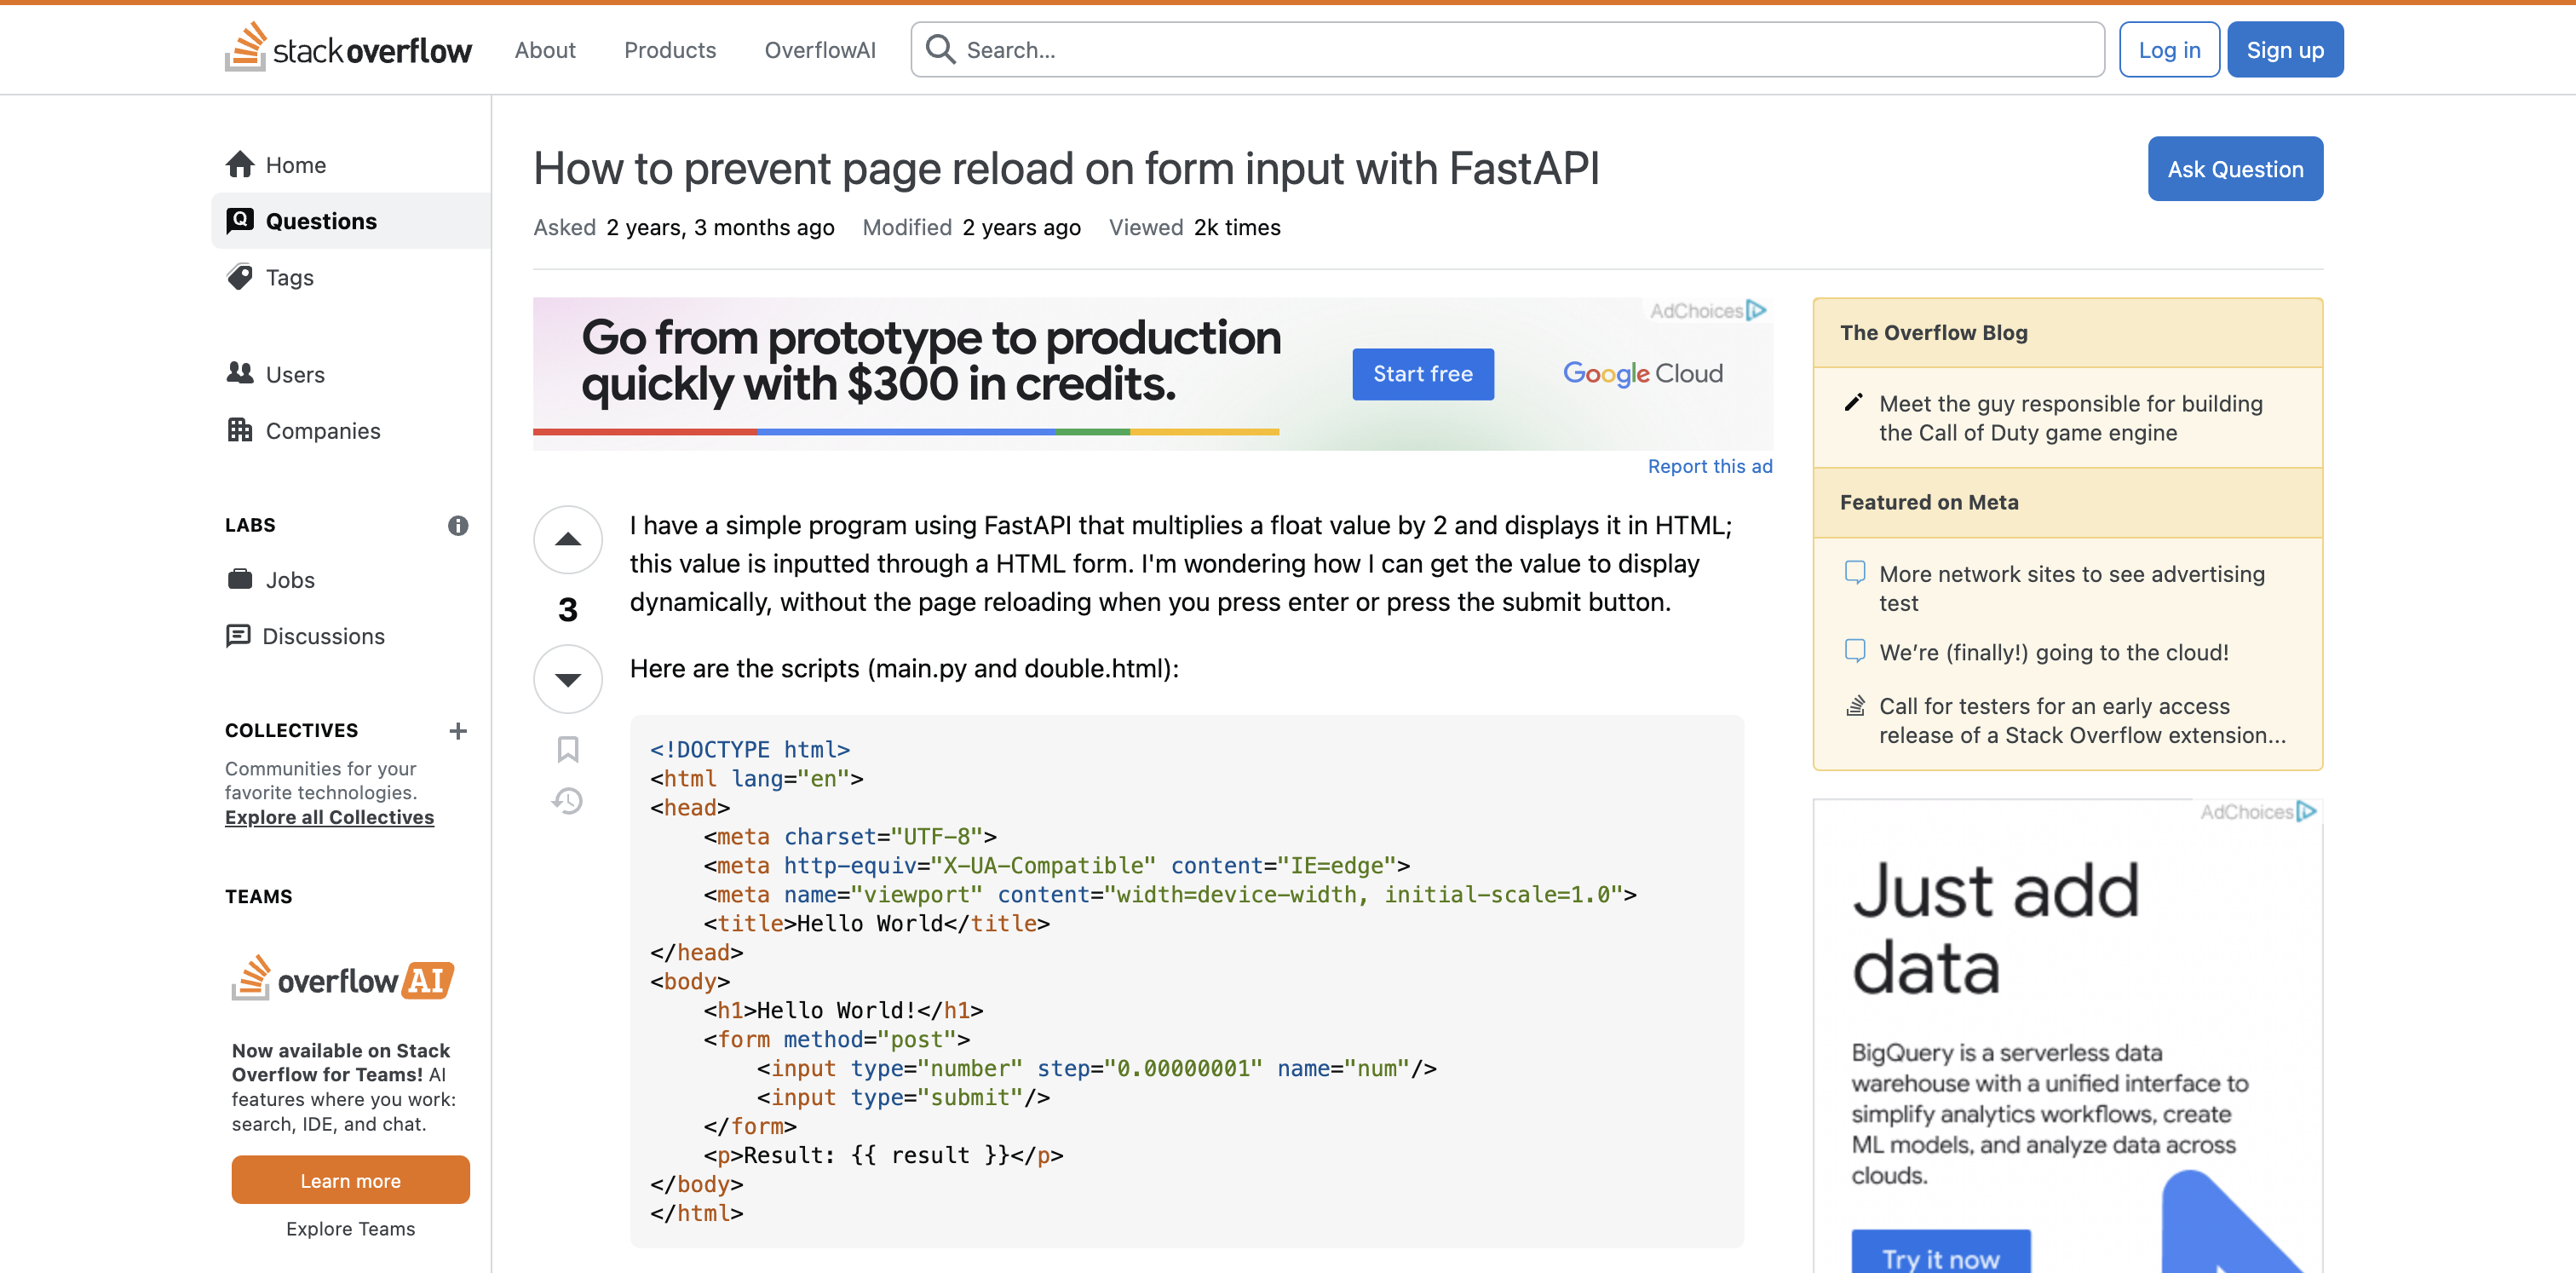 stackoverflow
About
Products
OverflowAI
Search...
Log in
Sign up
Home
Questions
Tags
Users
Companies
LABS
Jobs
Discussions
COLLECTIVES
Communities for your
favorite technologies.
Explore all Collectives
TEAMS
overflowAI
Now available on Stack
Overflow for Teams! AI
features where you work:
search, IDE, and chat.
Learn more
Explore Teams
How to prevent page reload on form input with FastAPI
Ask Question
Asked 2 years, 3 months ago Modified 2 years ago Viewed 2k times
AdChoices
Go from prototype to production
quickly with $300 in credits.
Start free
Google Cloud
Report this ad
3
I have a simple program using FastAPI that multiplies a float value by 2 and displays it in HTML;
this value is inputted through a HTML form. I'm wondering how I can get the value to display
dynamically, without the page reloading when you press enter or press the submit button.
Here are the scripts (main.py and double.html):
<!DOCTYPE html>
<html lang="en">
<head>
    <meta charset="UTF-8">
    <meta http-equiv="X-UA-Compatible" content="IE=edge">
    <meta name="viewport" content="width=device-width, initial-scale=1.0">
    <title>Hello World</title>
</head>
<body>
    <h1>Hello World!</h1>
    <form method="post">
        <input type="number" step="0.00000001" name="num"/>
        <input type="submit"/>
    </form>
    <p>Result: {{ result }}</p>
</body>
</html>
The Overflow Blog
Meet the guy responsible for building
the Call of Duty game engine
Featured on Meta
More network sites to see advertising
test
We’re (finally!) going to the cloud!
Call for testers for an early access
release of a Stack Overflow extension...
AdChoices
Just add
data
BigQuery is a serverless data
warehouse with a unified interface to
simplify analytics workflows, create
ML models, and analyze data across
clouds.
Try it now